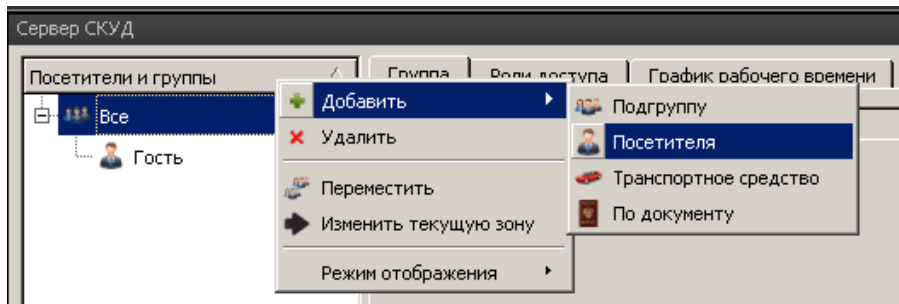 Сервер СКУД
Посетители и группы
Группа Роли доступа График рабочего времени
Все
Гость
Добавить
Удалить
Переместить
Изменить текущую зону
Режим отображения
Подгруппу
Посетителя
Транспортное средство
По документу